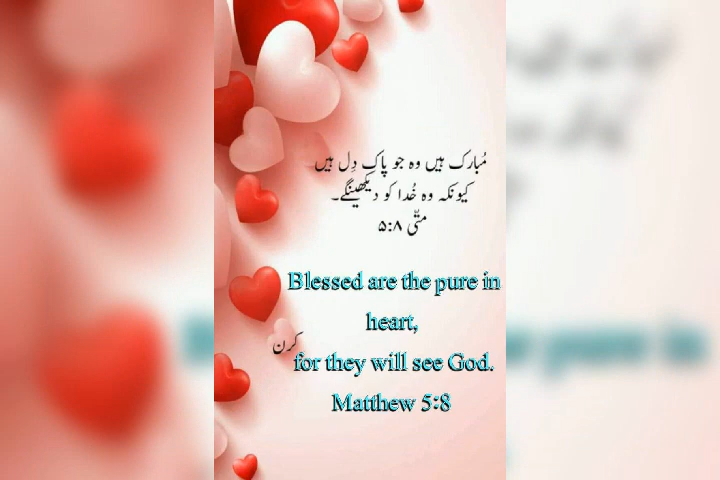 مُبارک ہیں وہ جو پاک دِل ہیں
کیونکہ وہ خُدا کو دیکھینگے۔
متّی ۵:۸
Blessed are the pure in
heart,
کرن
for they will see God.
Matthew 5:8